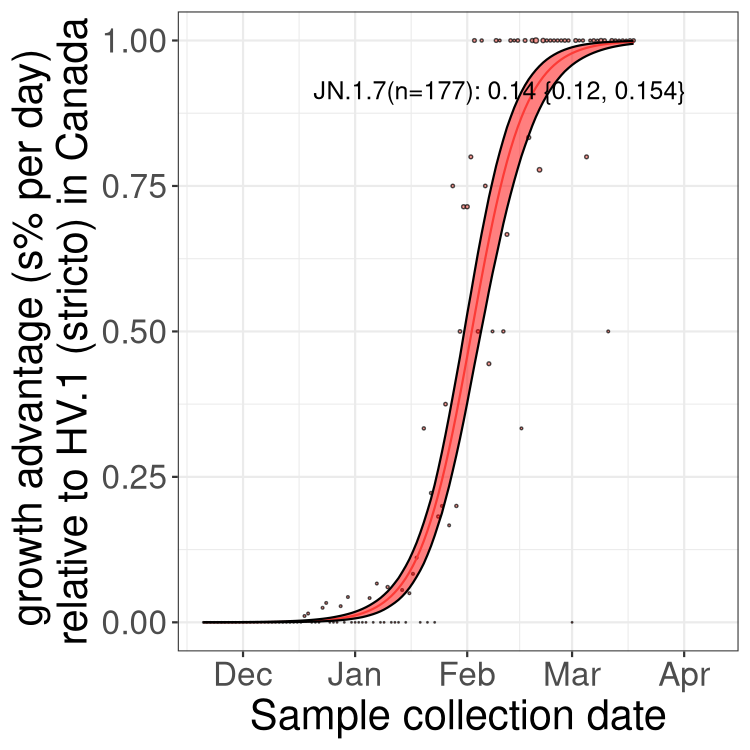 growth advantage (s% per day)
relative to HV.1 (stricto) in Canada
1.00
0.75
0.50
0.25
0.00
JN.1.7(n=177): 0.14 {0.12, 0.154}
Dec Jan Feb Mar Apr
Sample collection date